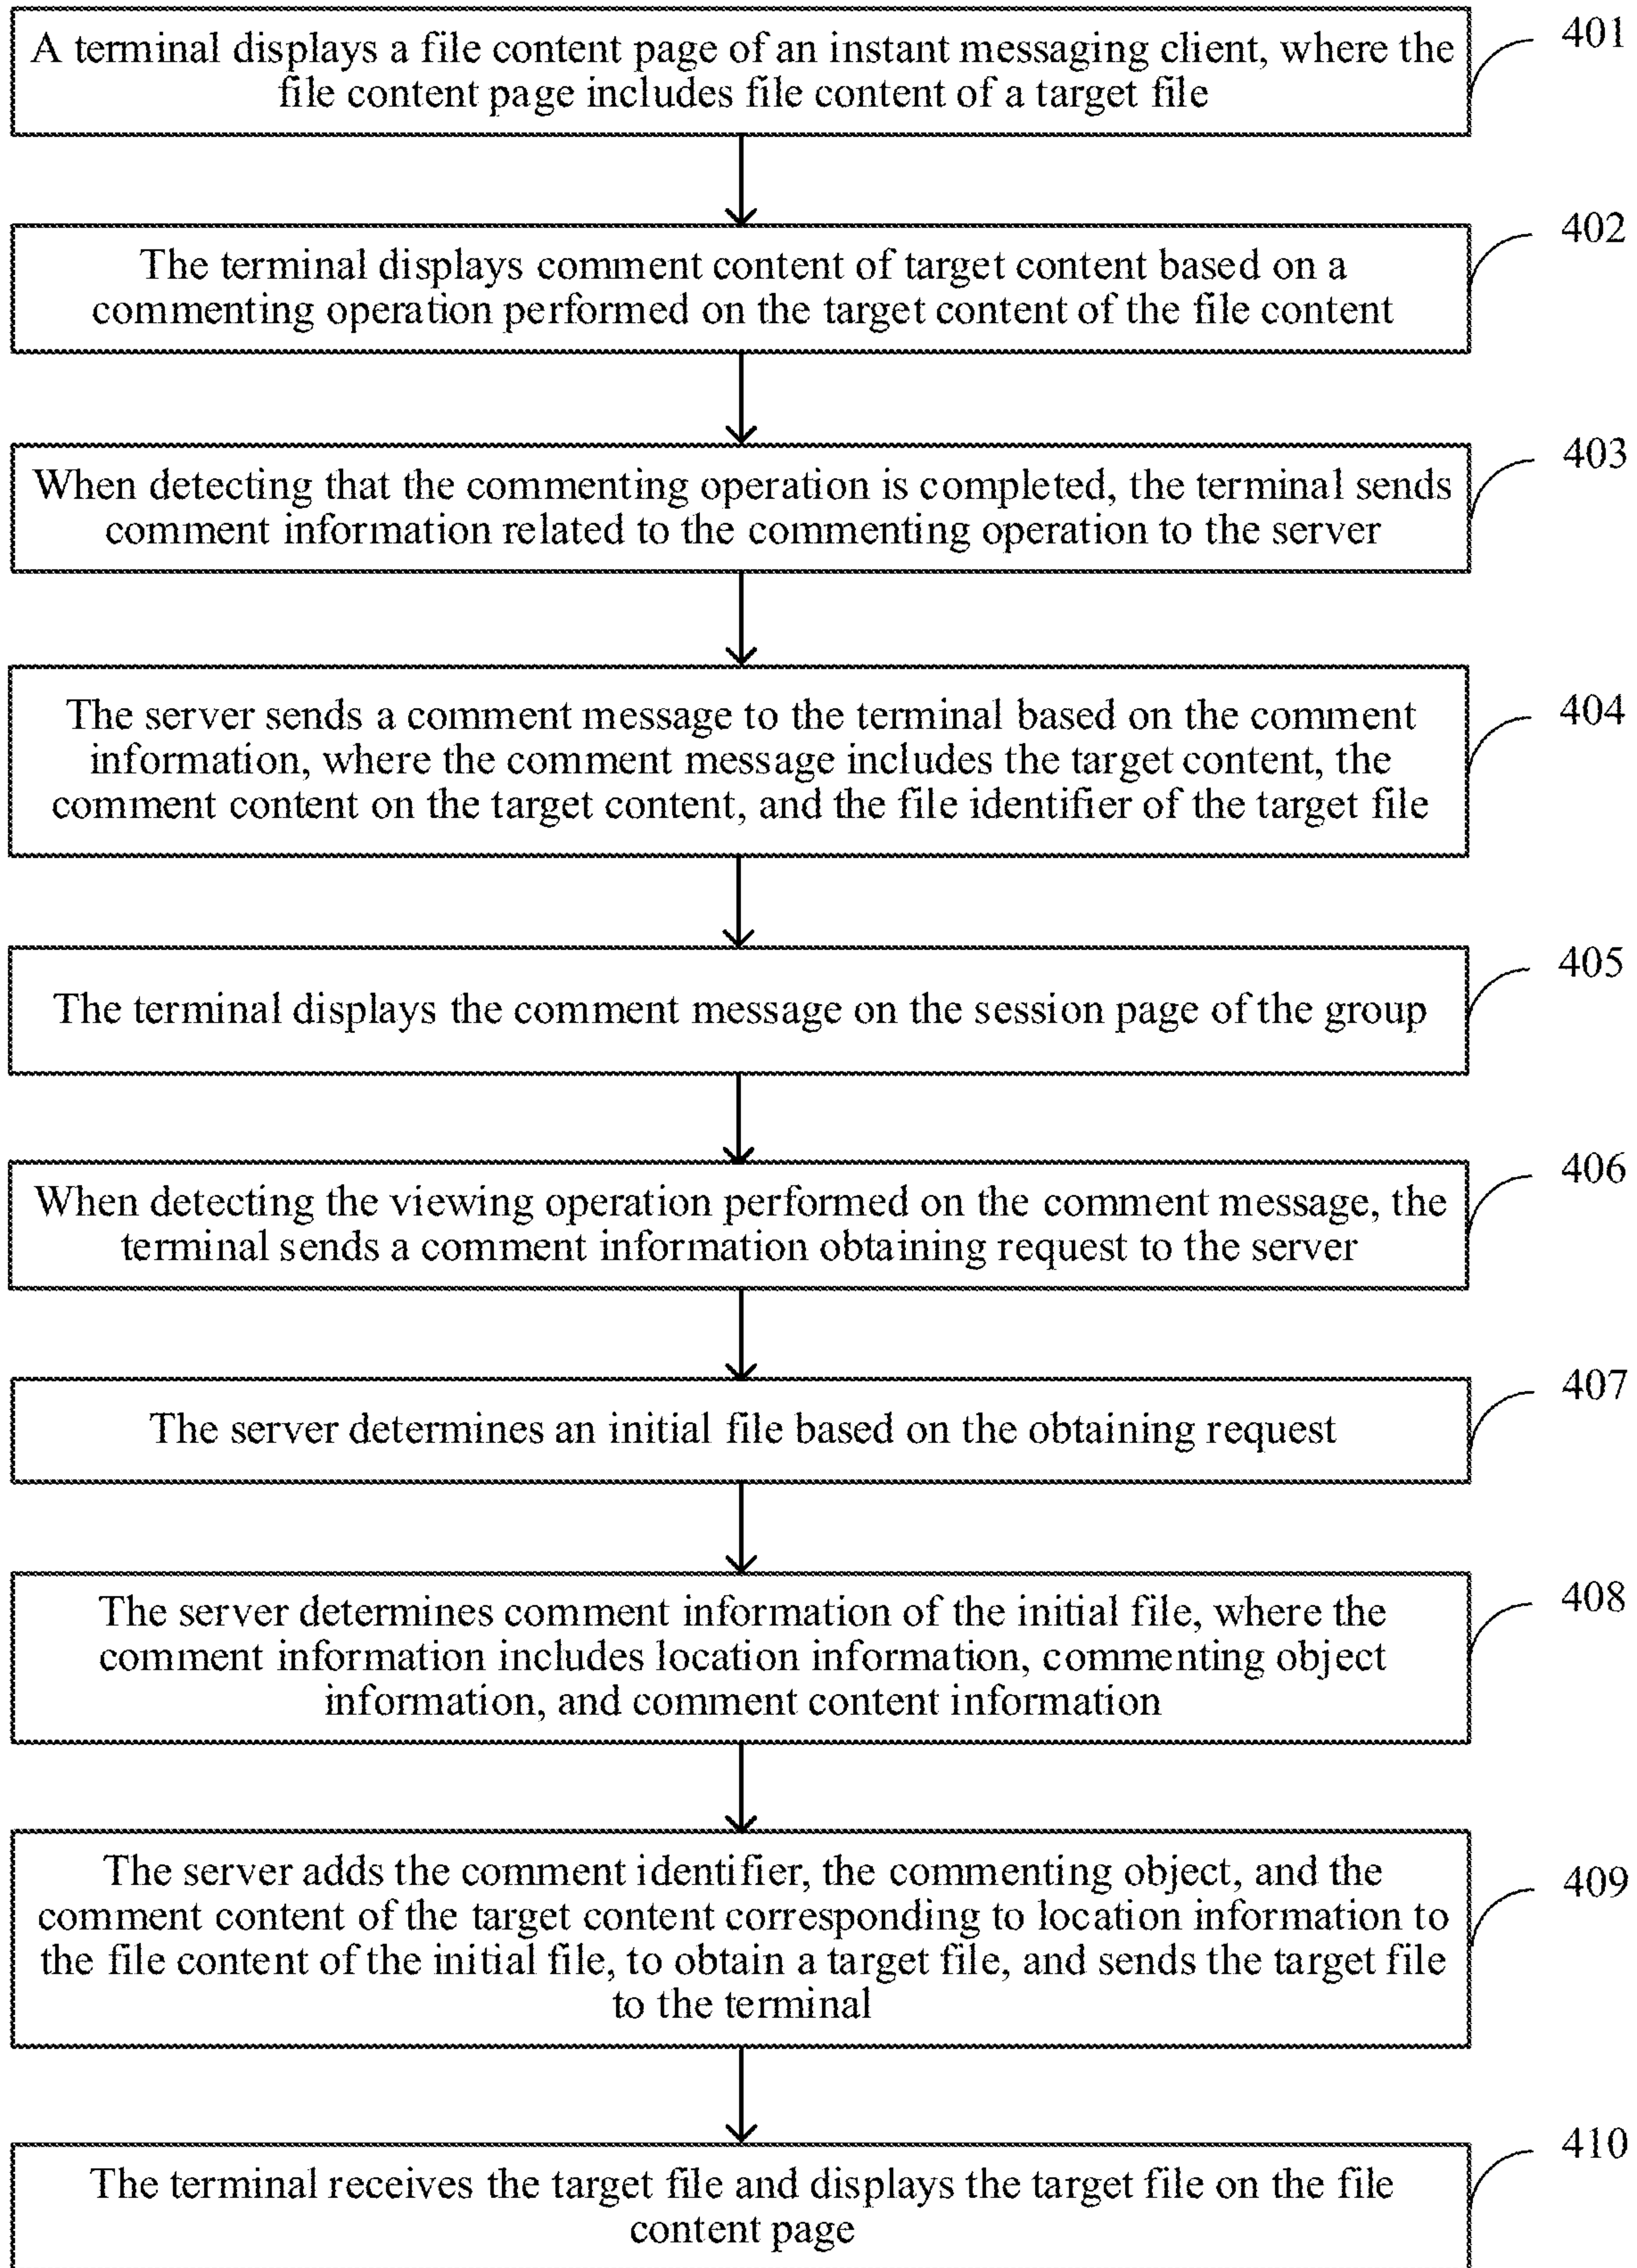 A terminal displays a file content page of an instant messaging client, where the
file content page includes file content of a target file
401
The terminal displays comment content of target content based on a
commenting operation performed on the target content of the file content
402
When detecting that the commenting operation is completed, the terminal sends
comment information related to the commenting operation to the server
403
The server sends a comment message to the terminal based on the comment
information, where the comment message includes the target content, the
comment content on the target content, and the file identifier of the target file
404
The terminal displays the comment message on the session page of the group
405
When detecting the viewing operation performed on the comment message, the
terminal sends a comment information obtaining request to the server
406
The server determines an initial file based on the obtaining request
407
The server determines comment information of the initial file, where the
comment information includes location information, commenting object
information, and comment content information
408
The server adds the comment identifier, the commenting object, and the
comment content of the target content corresponding to location information to
the file content of the initial file, to obtain a target file, and sends the target file
to the terminal
409
The terminal receives the target file and displays the target file on the file
content page
410